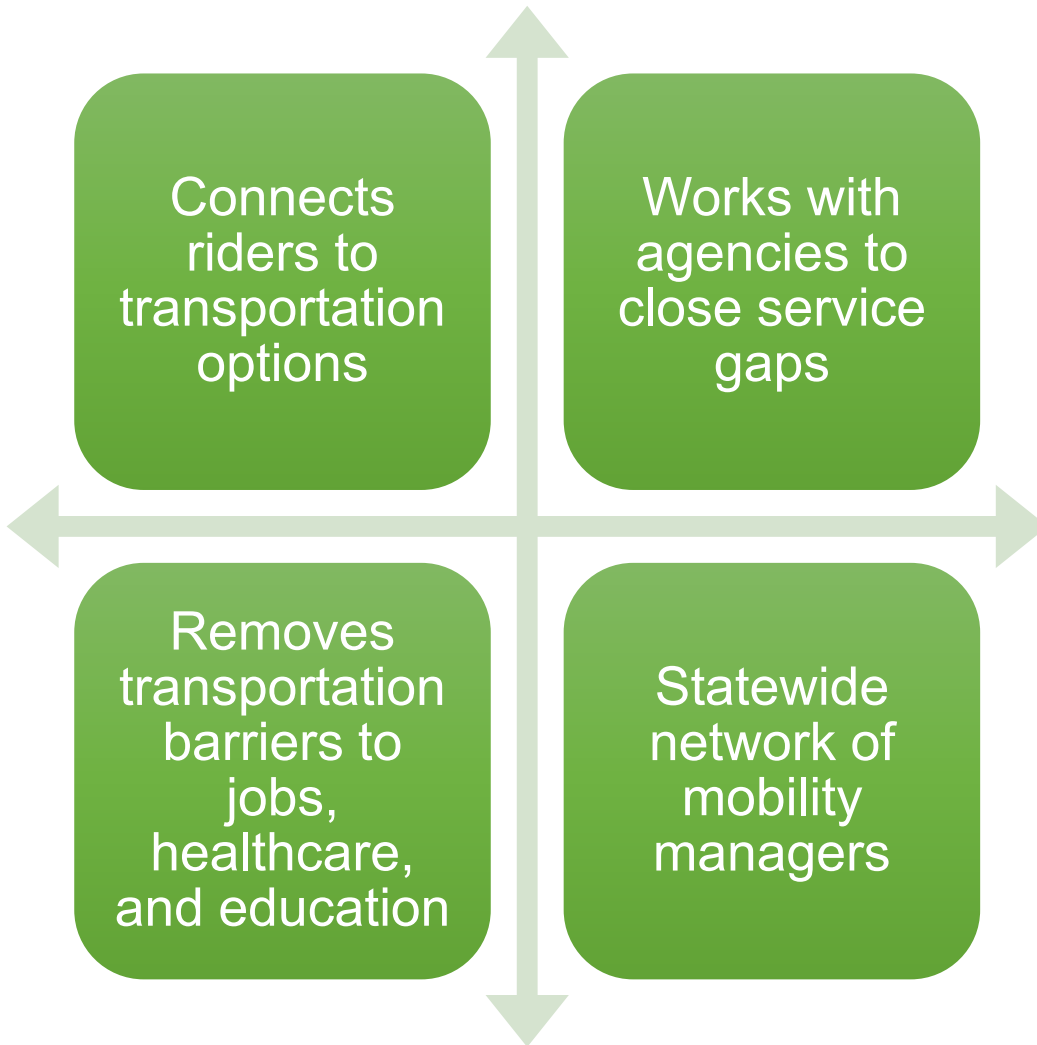 Connects
riders to
transportation
options
Works with
agencies to
close service
gaps
Removes
transportation
barriers to
jobs,
healthcare,
and education
Statewide
network of
mobility
managers